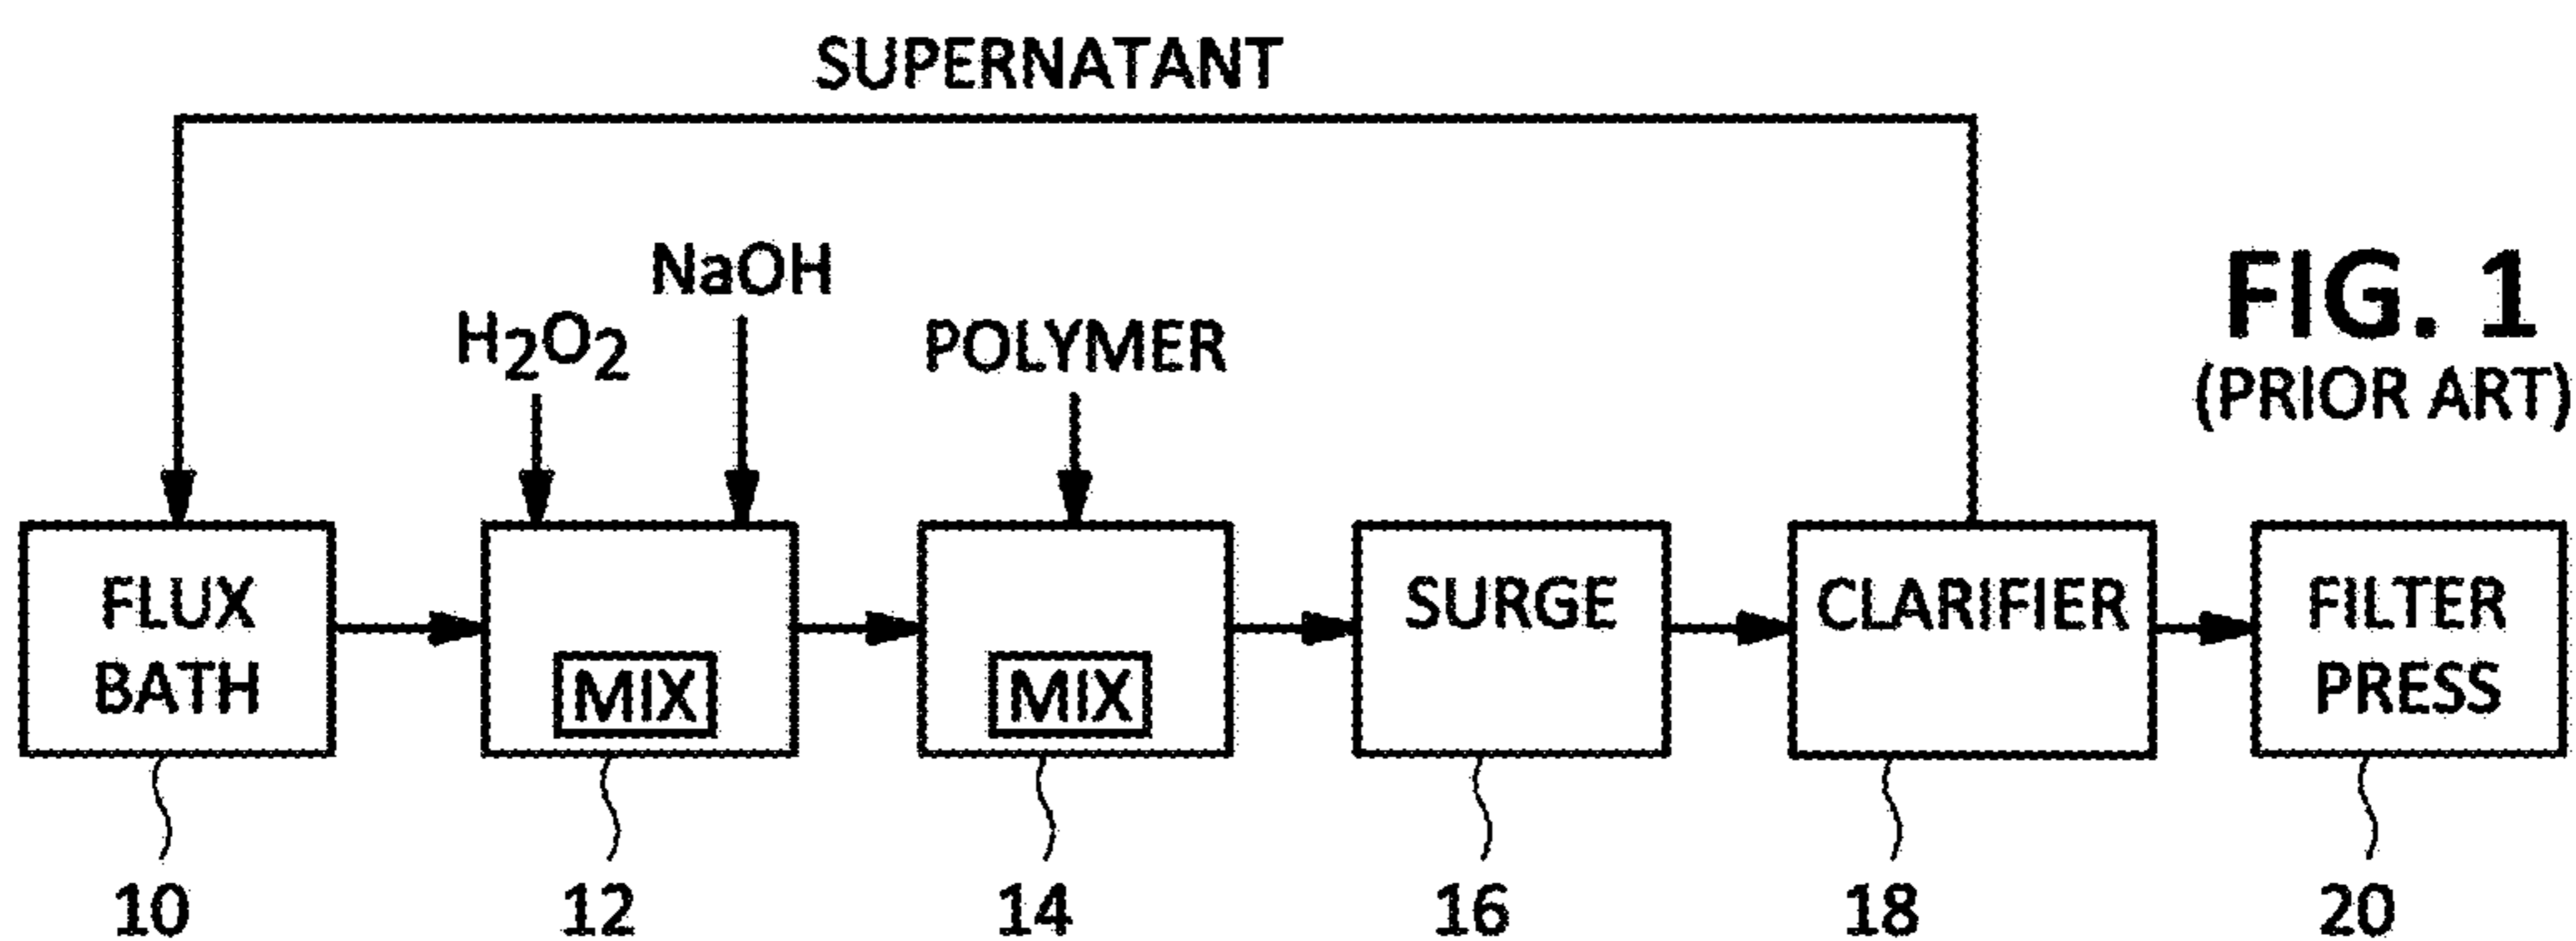 SUPERNATANT
NaOH
H₂O₂
POLYMER
FIG. 1
(PRIOR ART)
FLUX
BATH
MIX
MIX
SURGE
CLARIFIER
FILTER
PRESS
10
12
14
16
18
20